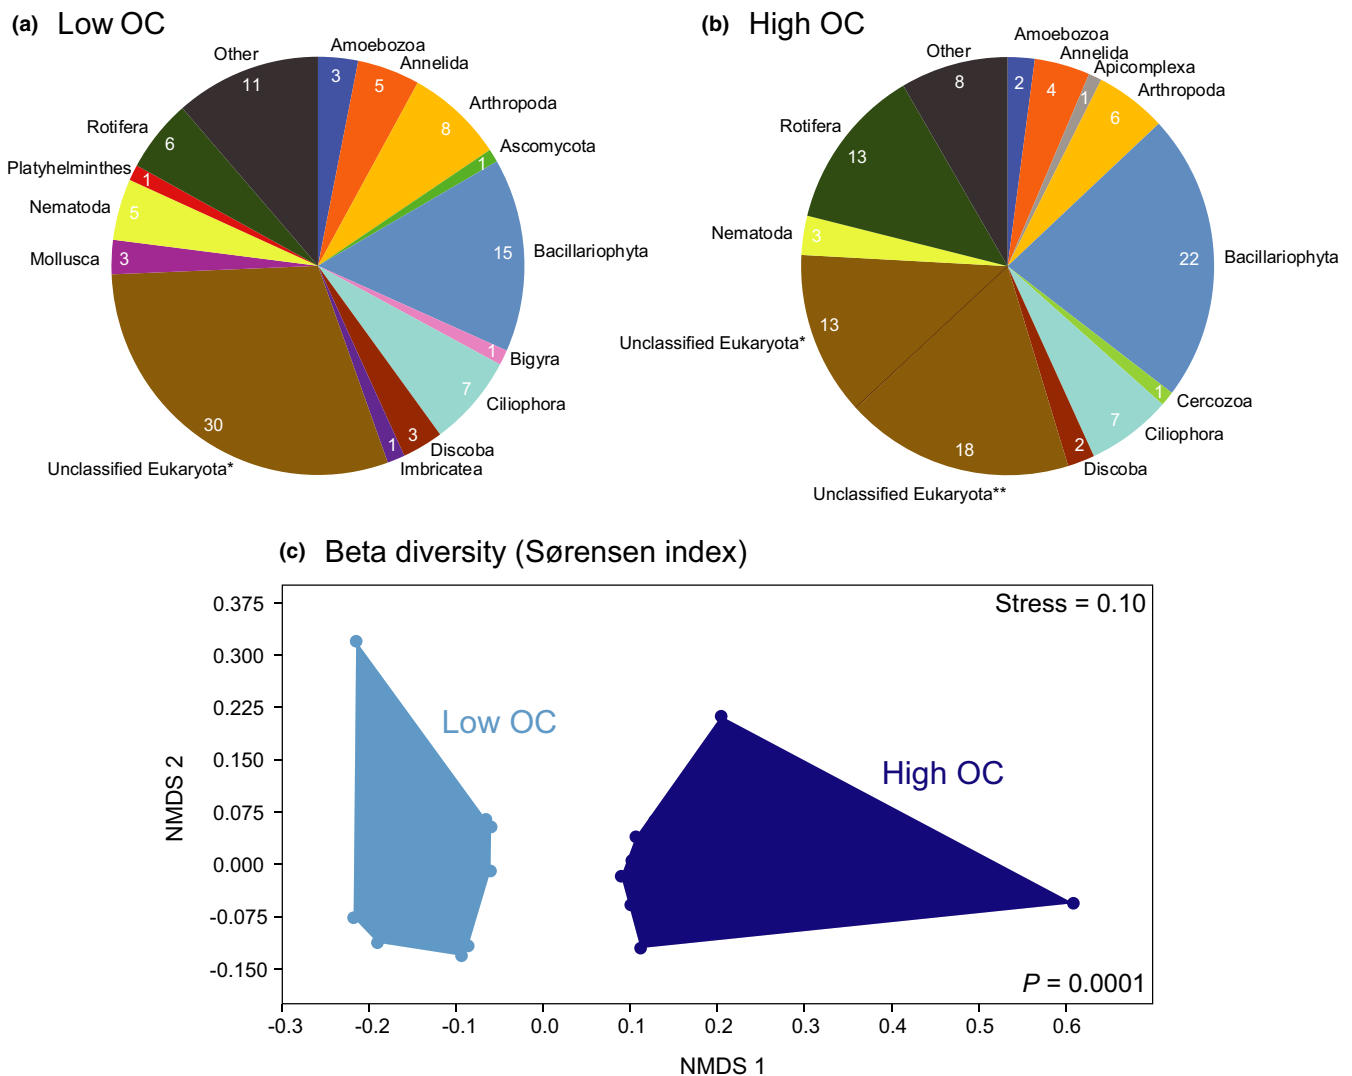 (a) Low OC
Amoebozoa
3
Annelida
5
Arthropoda
8
Ascomycota
1
Bacillariophyta
15
Bigyra
1
Ciliophora
7
Discoba
3
Imbricatea
1
Unclassified Eukaryota*
30
Mollusca
3
Nematoda
5
Platyhelminthes
1
Rotifera
6
Other
11
(b) High OC
Amoebozoa
2
Annelida
4
Apicomplexa
1
Arthropoda
6
Bacillariophyta
22
Cercozoa
1
Ciliophora
7
Discoba
2
Unclassified Eukaryota**
18
Unclassified Eukaryota*
13
Nematoda
3
Rotifera
13
Other
8
(c) Beta diversity (Sørensen index)
Stress = 0.10
Low OC
High OC
P = 0.0001
NMDS 2
0.375
0.300
0.225
0.150
0.075
0.000
-0.075
-0.150
-0.3 -0.2 -0.1 0.0 0.1 0.2 0.3 0.4 0.5 0.6
NMDS 1